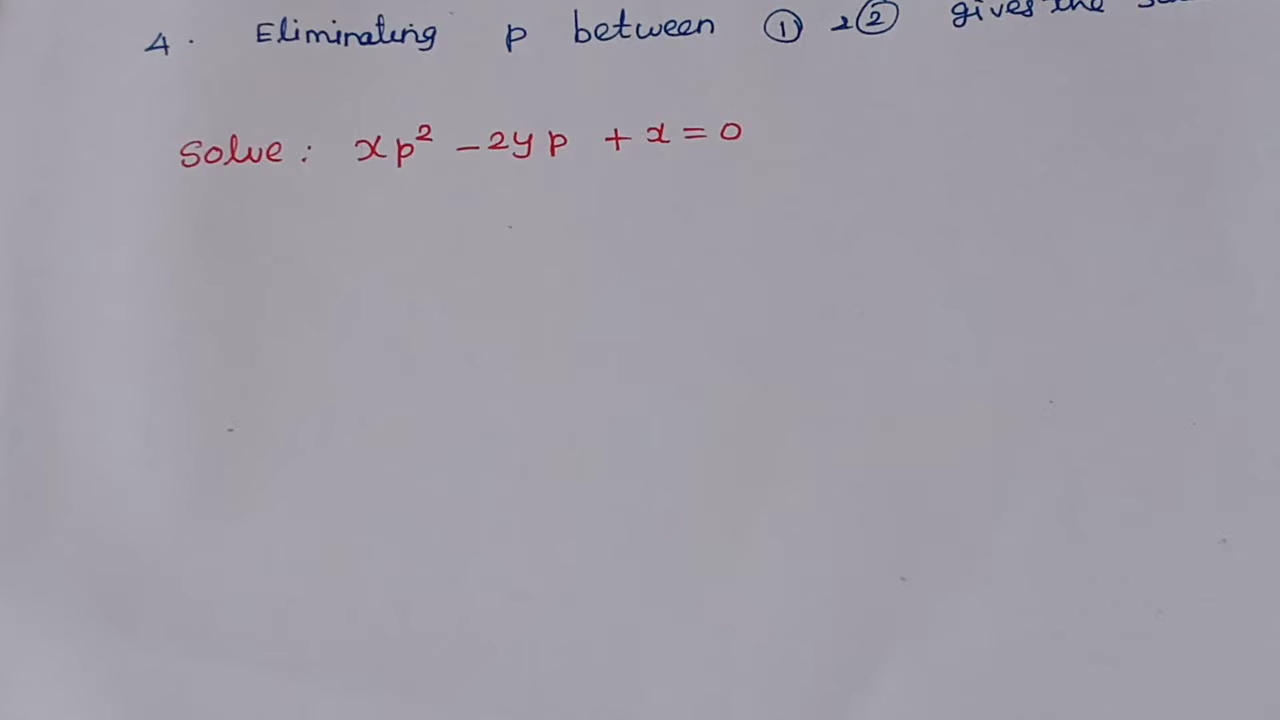 4. Eliminating p between ① & ② gives the
Solve: xp² - 2yp + x = 0